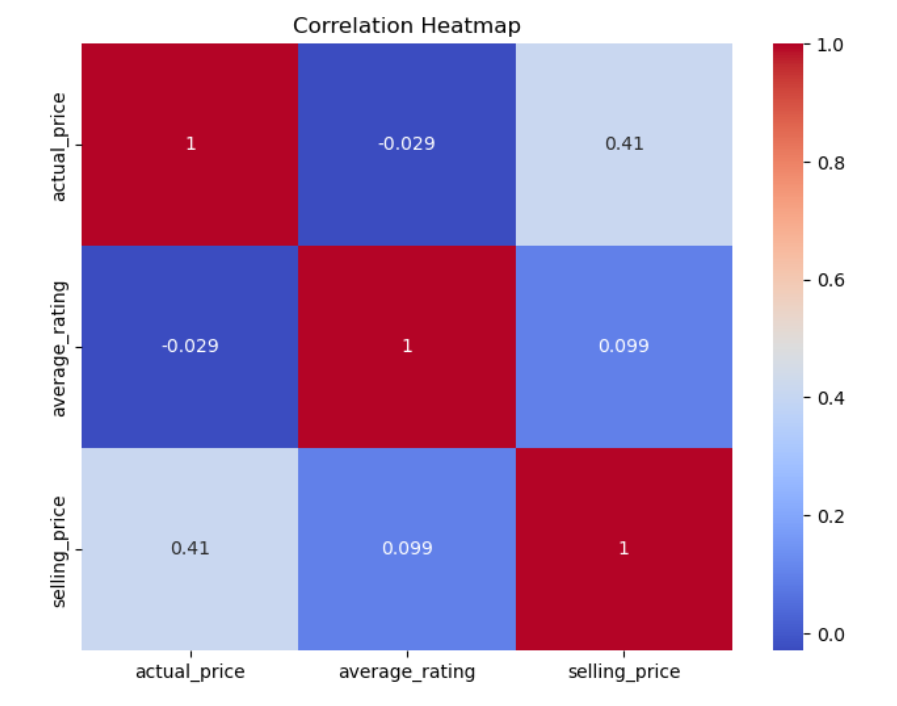 Correlation Heatmap
actual_price
1
-0.029
0.41
average_rating
-0.029
1
0.099
selling_price
0.41
0.099
1
actual_price
average_rating
selling_price
1.0
0.8
0.6
0.4
0.2
0.0